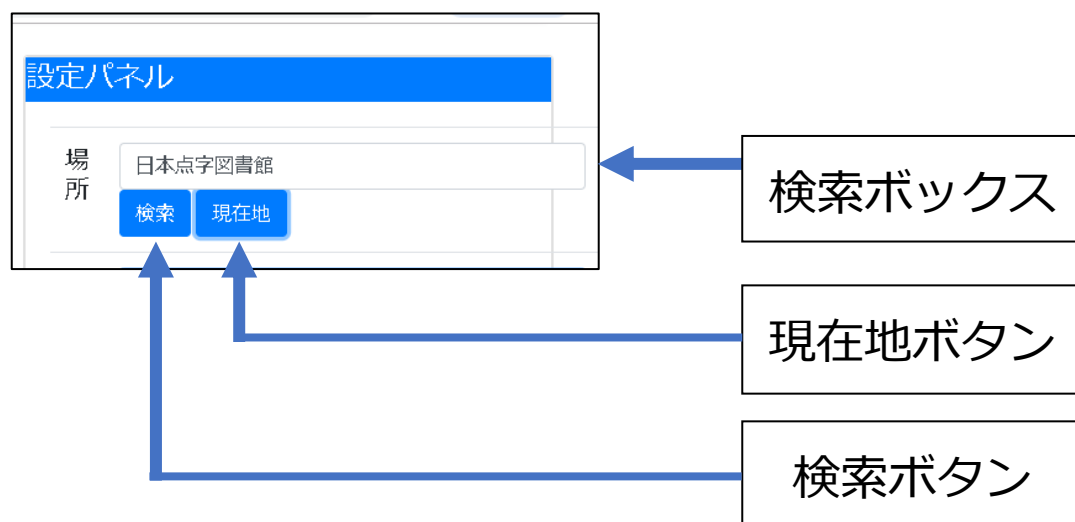 設定パネル
場所
日本点字図書館
検索 現在地
検索ボックス
現在地ボタン
検索ボタン